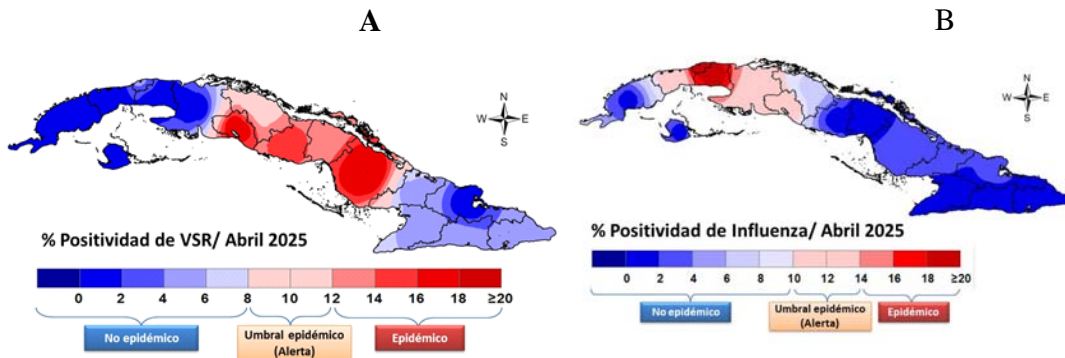 A
B
N
W E
S
N
W E
S
% Positividad de VSR/ Abril 2025
0 2 4 6 8 10 12 14 16 18 ≥20
No epidémico
Umbral epidémico
(Alerta)
Epidémico
% Positividad de Influenza/ Abril 2025
0 2 4 6 8 10 12 14 16 18 ≥20
No epidémico
Umbral epidémico
(Alerta)
Epidémico